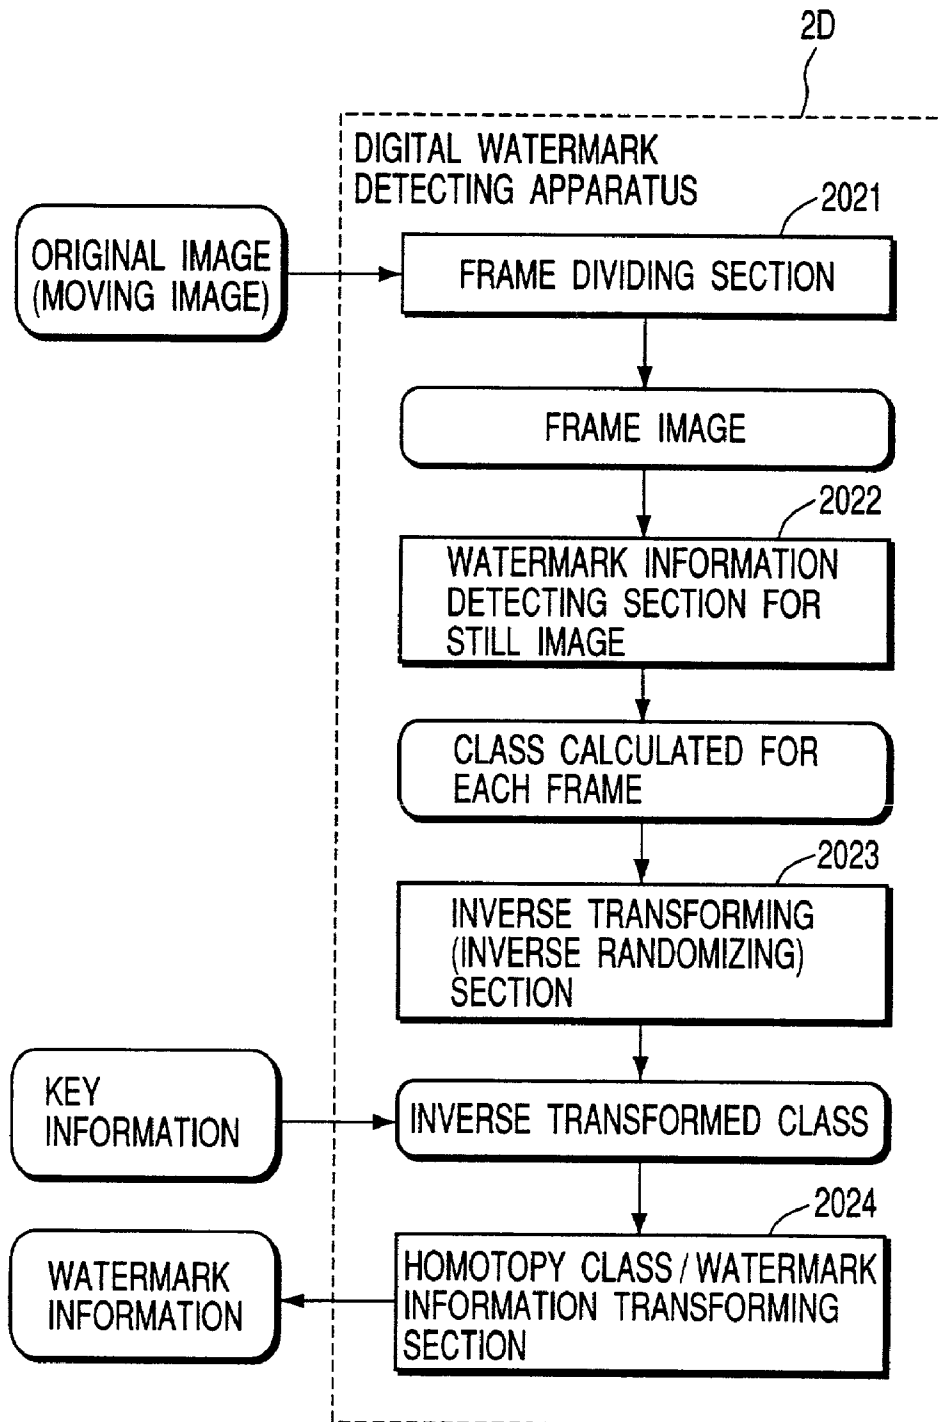 2D
DIGITAL WATERMARK
DETECTING APPARATUS
2021
ORIGINAL IMAGE
(MOVING IMAGE)
FRAME DIVIDING SECTION
FRAME IMAGE
2022
WATERMARK INFORMATION
DETECTING SECTION FOR
STILL IMAGE
CLASS CALCULATED FOR
EACH FRAME
2023
INVERSE TRANSFORMING
(INVERSE RANDOMIZING)
SECTION
KEY
INFORMATION
INVERSE TRANSFORMED CLASS
2024
WATERMARK
INFORMATION
HOMOTOPY CLASS / WATERMARK
INFORMATION TRANSFORMING
SECTION